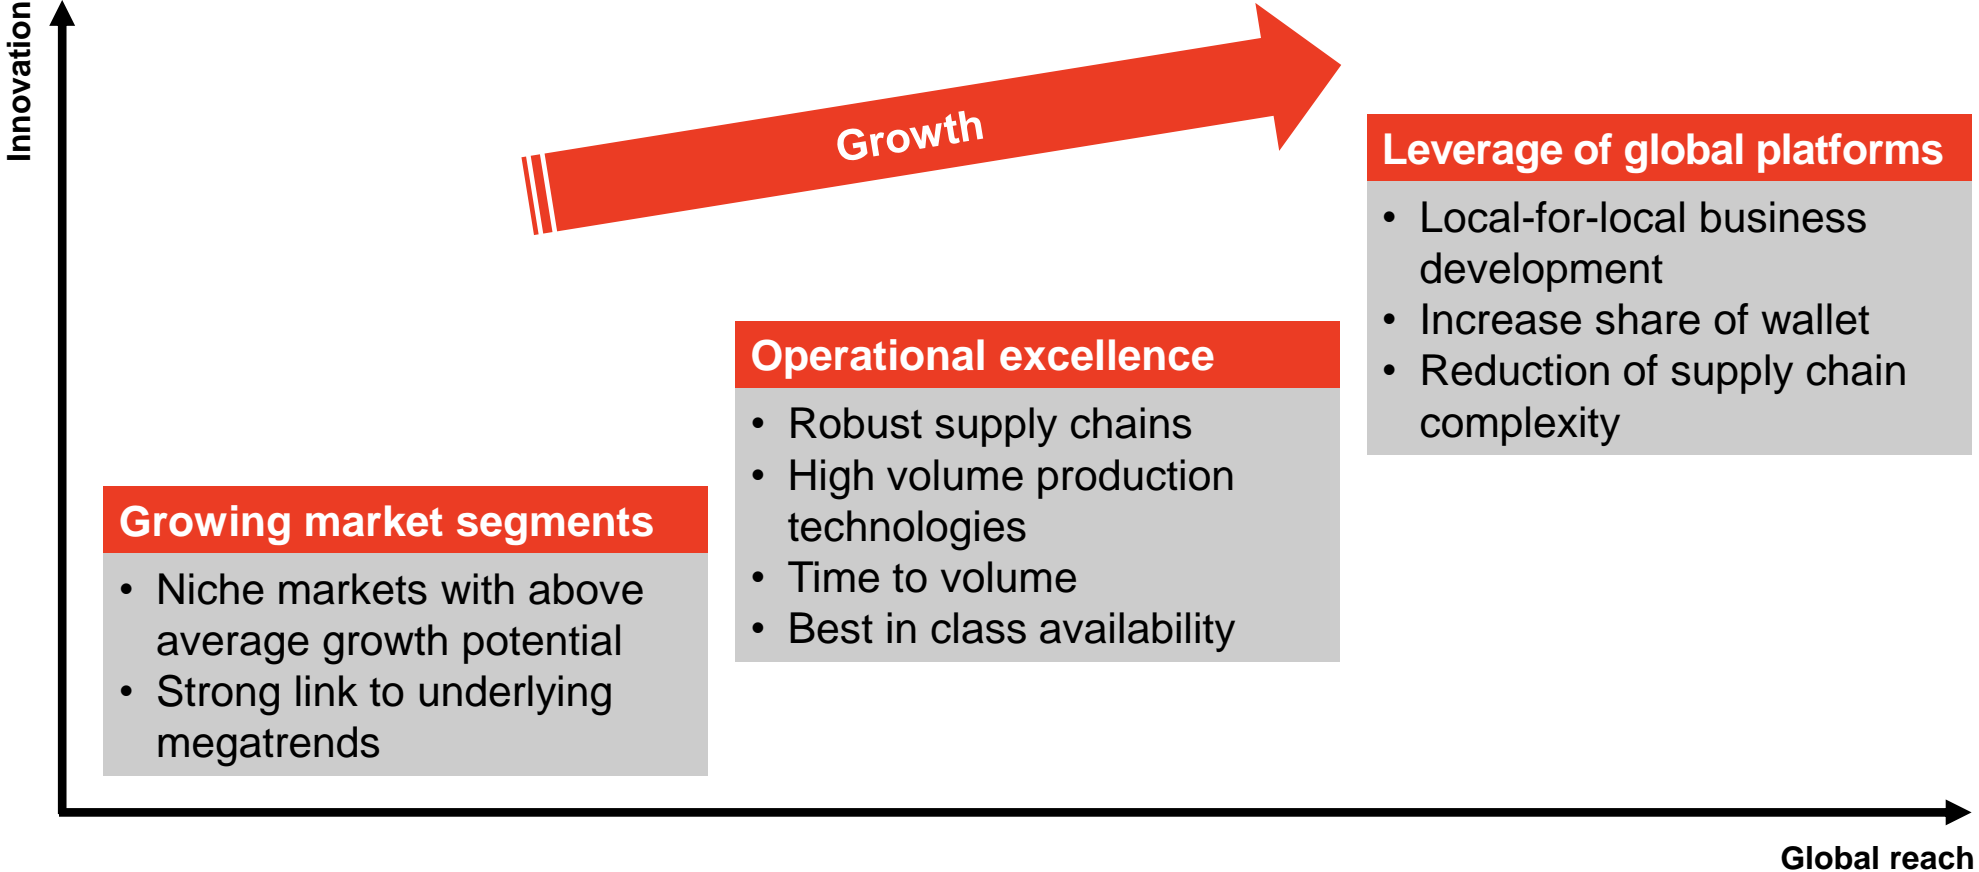 Innovation
Growth
Leverage of global platforms
• Local-for-local business
development
• Increase share of wallet
• Reduction of supply chain
complexity
Operational excellence
• Robust supply chains
• High volume production
technologies
• Time to volume
• Best in class availability
Growing market segments
• Niche markets with above
average growth potential
• Strong link to underlying
megatrends
Global reach